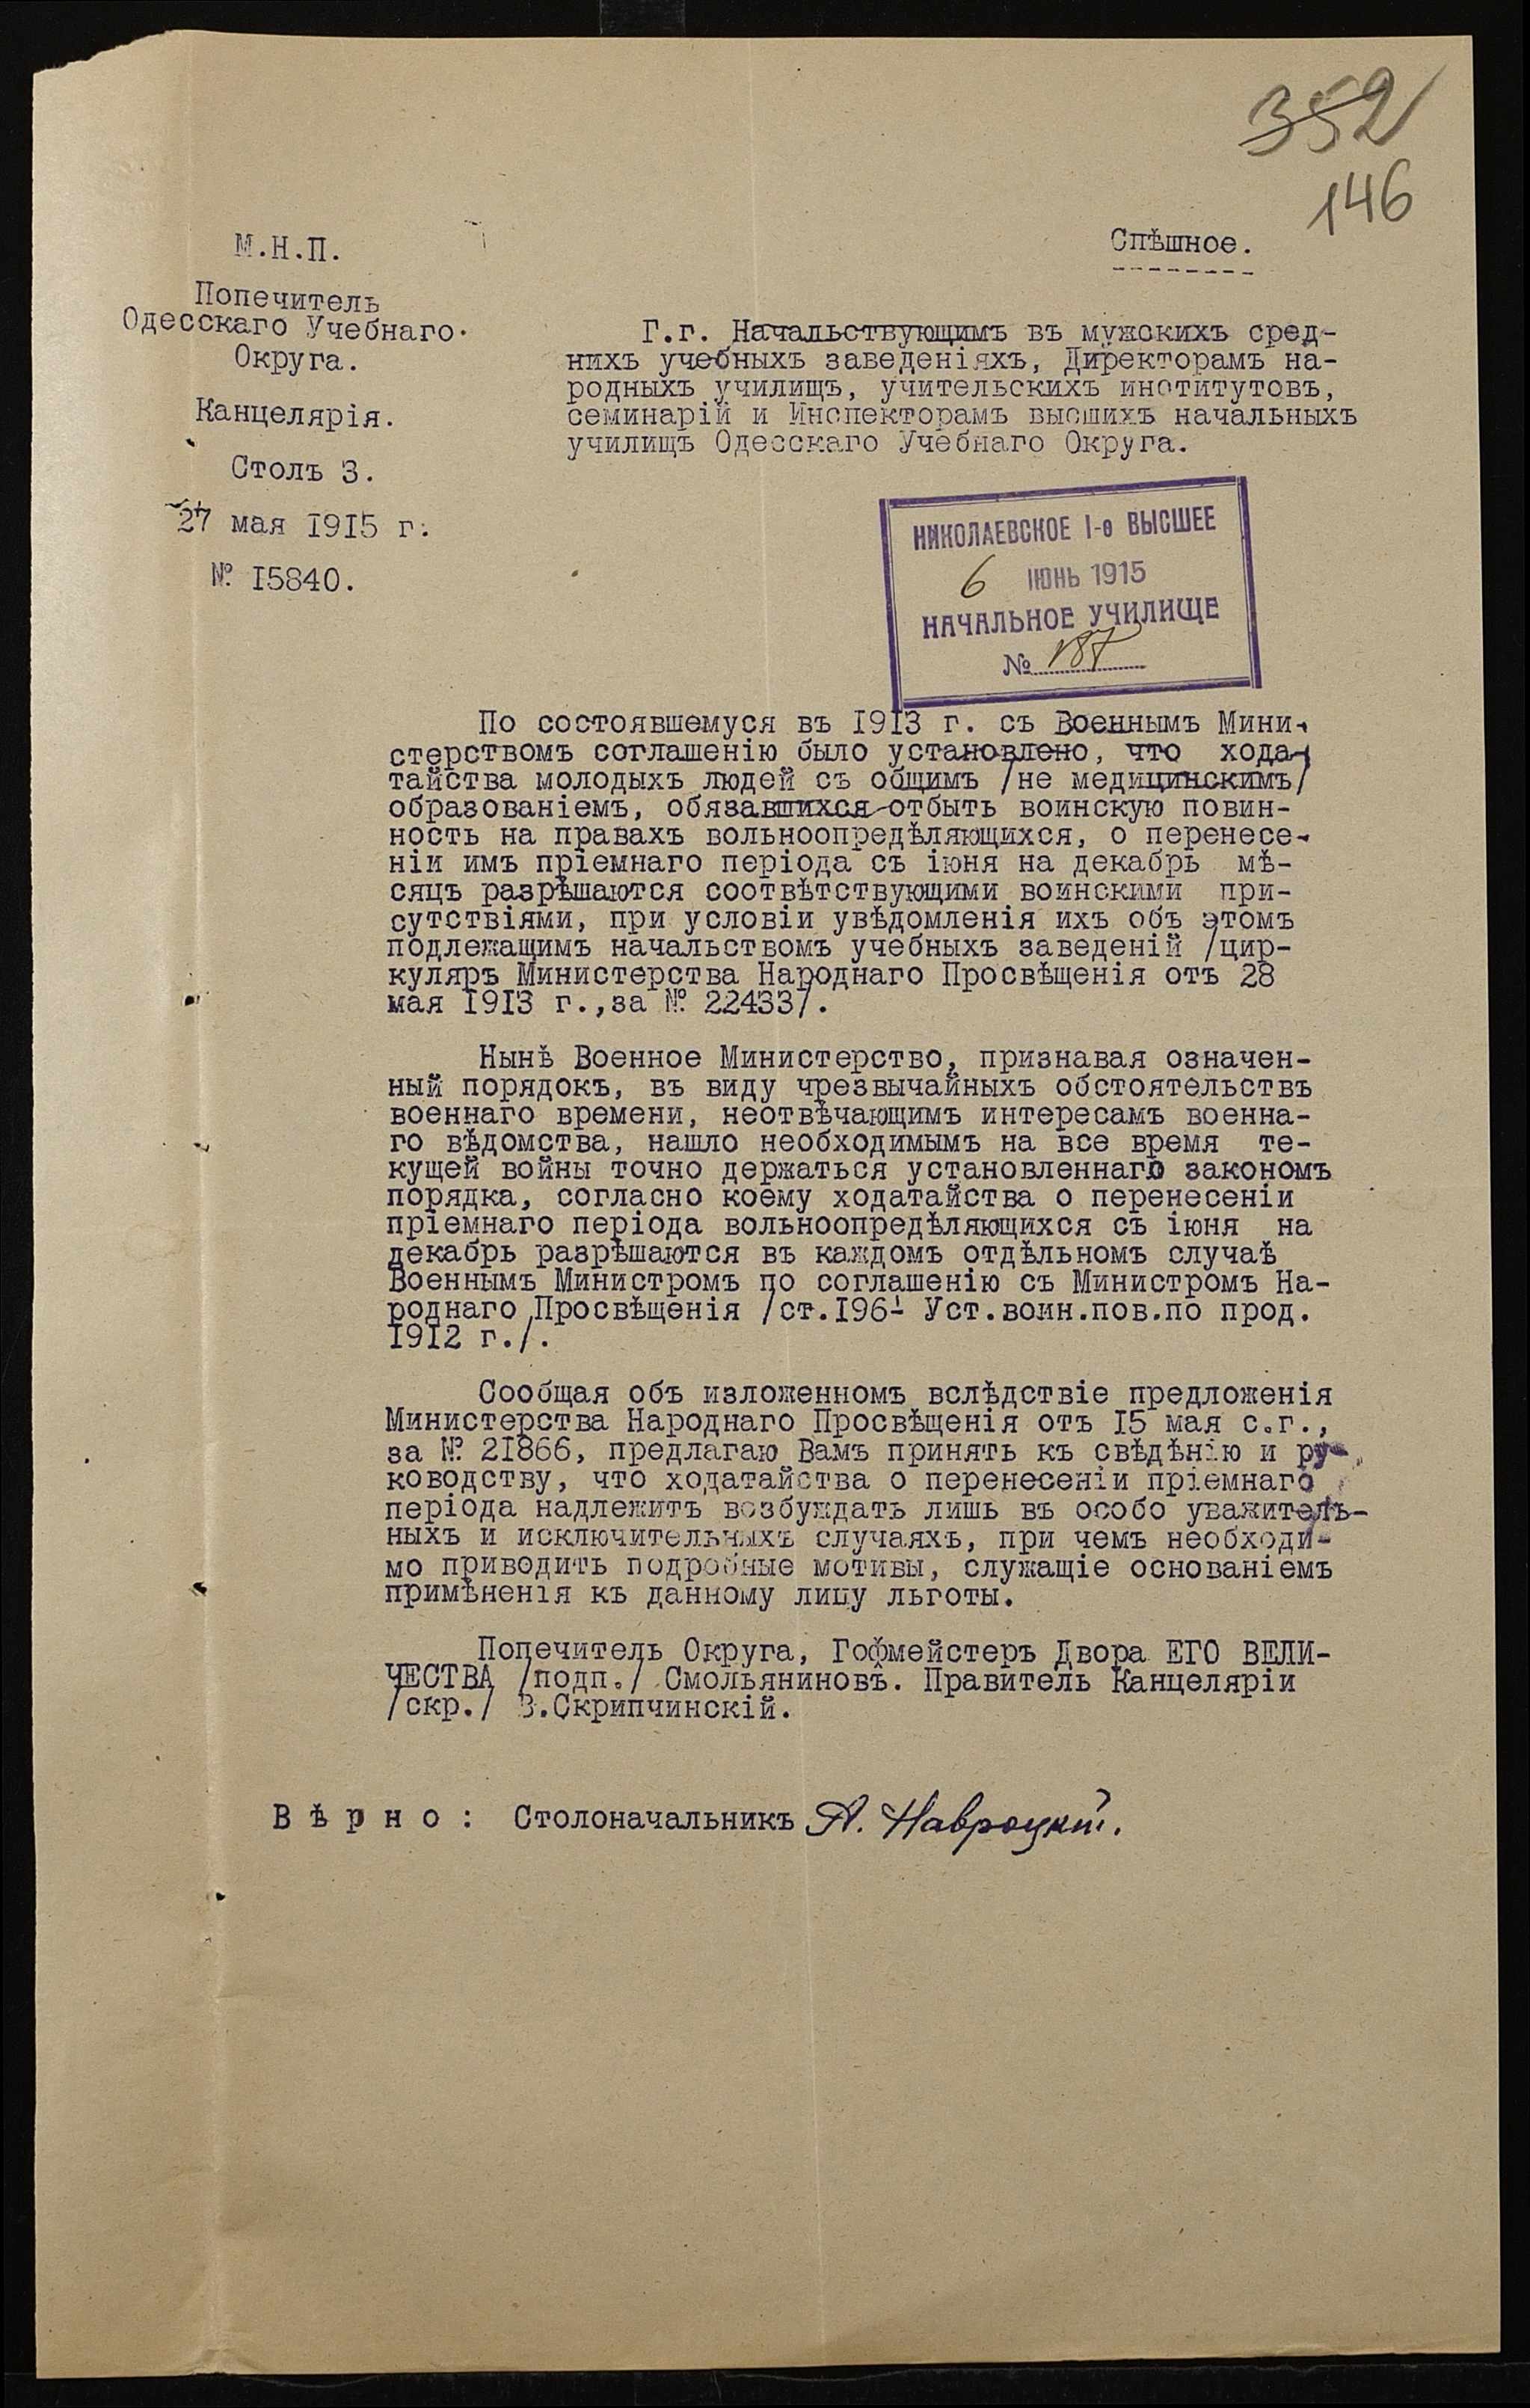 352
146
М.Н.П.
Спѣшное.
Попечитель
Одесскаго Учебнаго
Округа.
Канцелярія.
Столъ 3.
27 мая 1915 г.
№ 15840.
Г.г. Начальствующимъ въ мужскихъ сред-
нихъ учебныхъ заведеніяхъ, Директорамъ на-
родныхъ училищъ, учительскихъ институтовъ,
семинарій и Инспекторамъ высшихъ начальныхъ
училищъ Одесскаго Учебнаго Округа.
НИКОЛАЕВСКОЕ 1-е ВЫСШЕЕ
6 ІЮНЬ 1915
НАЧАЛЬНОЕ УЧИЛИЩЕ
№ 187
По состоявшемуся въ 1913 г. съ Военнымъ Мини-
стерствомъ соглашенію было установлено, что хода-
тайства молодыхъ людей съ общимъ /не медицинскимъ/
образованіемъ, обязавшихся отбыть воинскую повин-
ность на правахъ вольноопредѣляющихся, о перенесе-
ніи имъ пріемнаго періода съ іюня на декабрь мѣ-
сяцъ разрѣшаются соотвѣтствующими воинскими при-
сутствіями, при условіи увѣдомленія ихъ объ этомъ
подлежащимъ начальствомъ учебныхъ заведеній /цир-
куляръ Министерства Народнаго Просвѣщенія отъ 28
мая 1913 г.,за № 22433/.
Нынѣ Военное Министерство, признавая означен-
ный порядокъ, въ виду чрезвычайныхъ обстоятельствъ
военнаго времени, неотвѣчающимъ интересамъ военна-
го вѣдомства, нашло необходимымъ на все время те-
кущей войны точно держаться установленнаго закономъ
порядка, согласно коему ходатайства о перенесеніи
пріемнаго періода вольноопредѣляющихся съ іюня на
декабрь разрѣшаются въ каждомъ отдѣльномъ случаѣ
Военнымъ Министромъ по соглашенію съ Министромъ На-
роднаго Просвѣщенія /ст.196¹ Уст.воин.пов.по прод.
1912 г./.
Сообщая объ изложенномъ вслѣдствіе предложенія
Министерства Народнаго Просвѣщенія отъ 15 мая с.г.,
за № 21866, предлагаю Вамъ принять къ свѣдѣнію и ру-
ководству, что ходатайства о перенесеніи пріемнаго
періода надлежитъ возбуждать лишь въ особо уважитель-
ныхъ и исключительныхъ случаяхъ, при чемъ необходи-
мо приводить подробные мотивы, служащіе основаніемъ
примѣненія къ данному лицу льготы.
Попечитель Округа, Гофмейстеръ Двора ЕГО ВЕЛИ-
ЧЕСТВА /подп./ Смольяниновъ. Правитель Канцеляріи
/скр./ В.Скрипчинскій.
Вѣрно: Столоначальникъ А. Навроцкій.